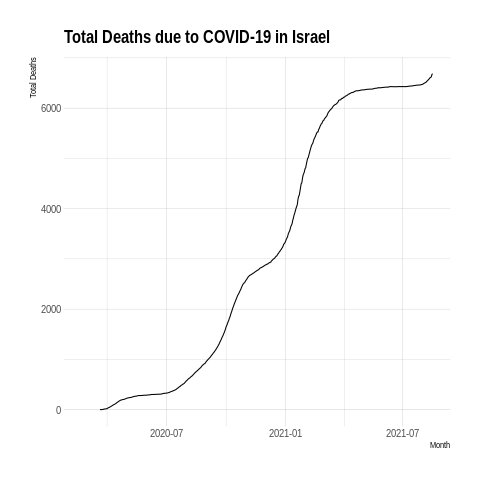 Total Deaths due to COVID-19 in Israel
Total Deaths
6000
4000
2000
0
2020-07 2021-01 2021-07
Month